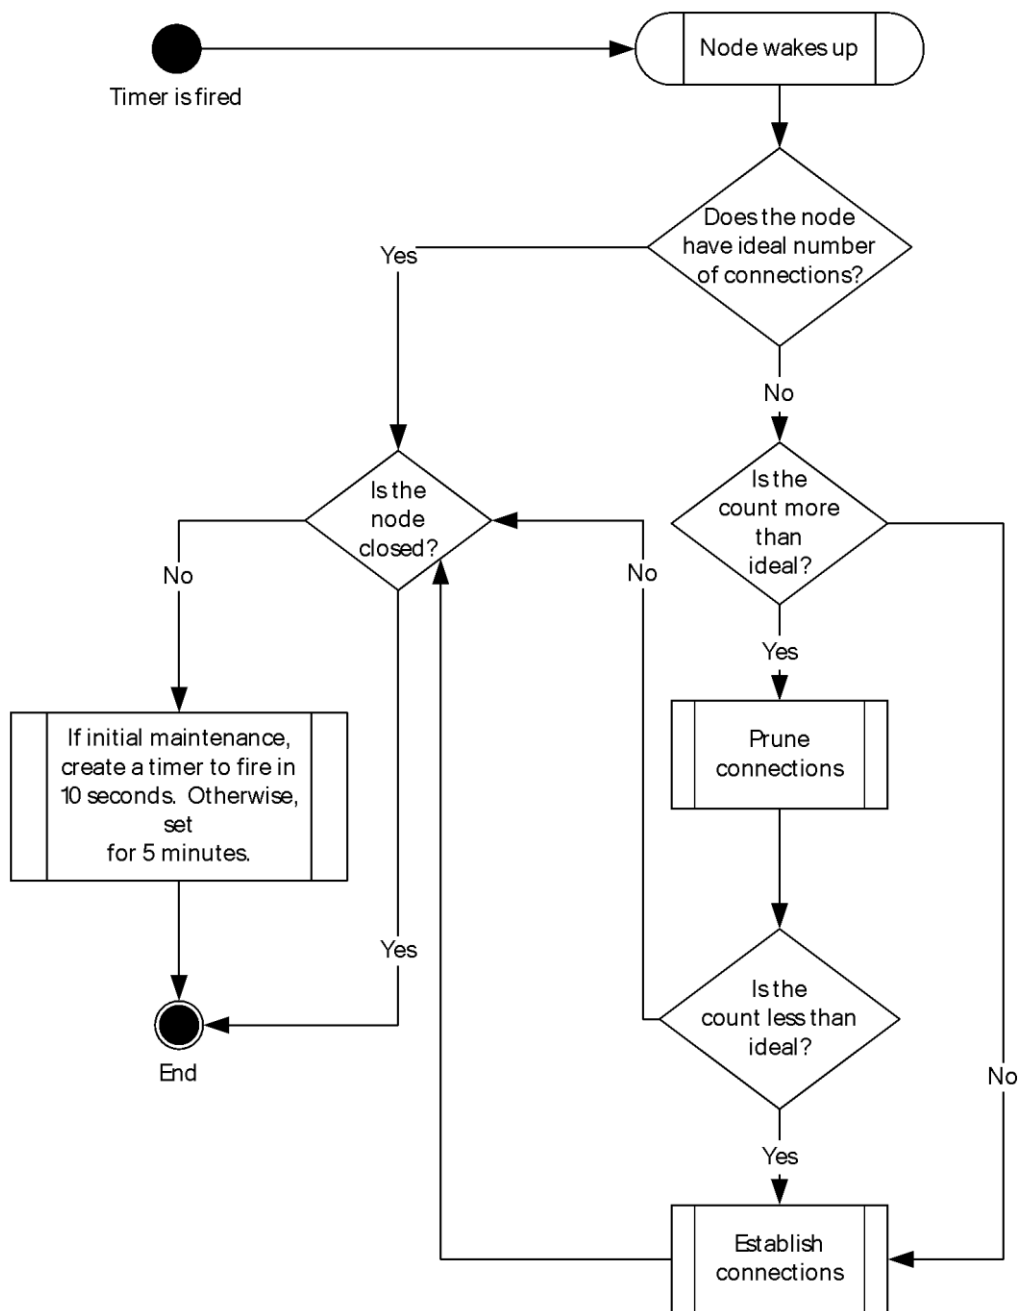 Node wakes up
Timer is fired
Does the node
have ideal number
of connections?
Yes
No
Is the
count more
than
ideal?
Is the
node
closed?
No
No
Yes
If initial maintenance,
create a timer to fire in
10 seconds. Otherwise,
set
for 5 minutes.
Prune
connections
Yes
Is the
count less than
ideal?
End
No
Yes
Establish
connections